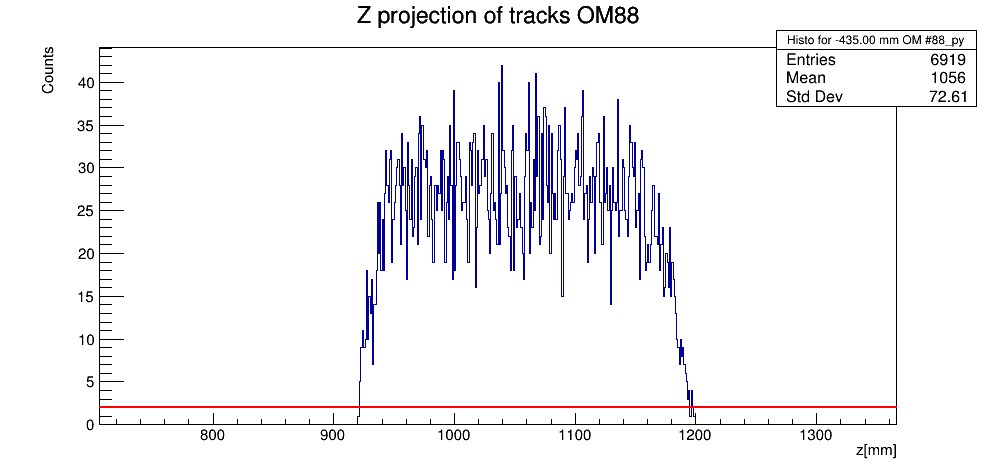 Z projection of tracks OM88
Histo for -435.00 mm OM #88_py
Entries 6919
Mean 1056
Std Dev 72.61
Counts
40
35
30
25
20
15
10
5
0
800 900 1000 1100 1200 1300
z[mm]